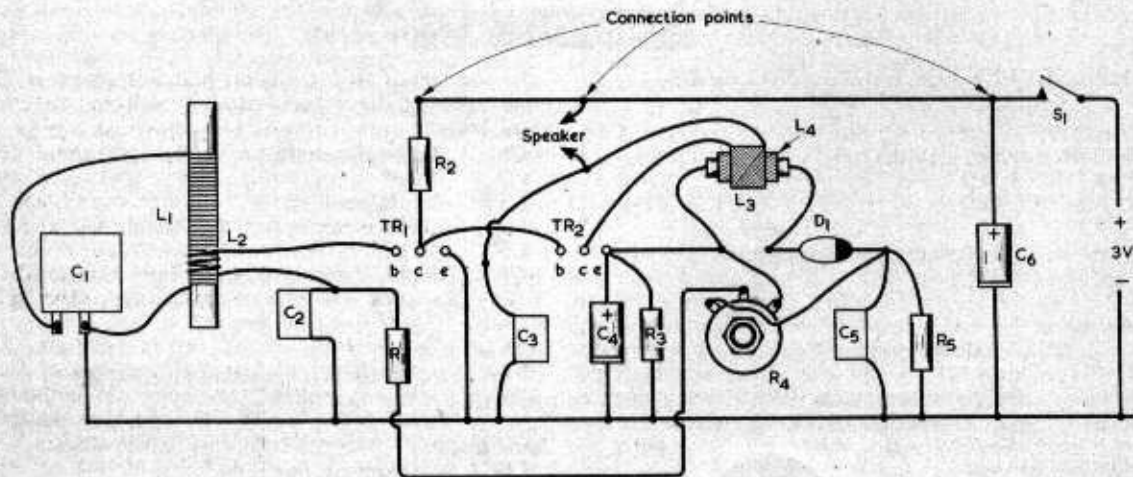 Connection points
Speaker
L4
S1
R2
L3
L1
L2
TR1
TR2
D1
+
+
3V
−
C6
b c e
b c e
C1
C2
R1
C3
+
C4
R3
R4
C5
R5